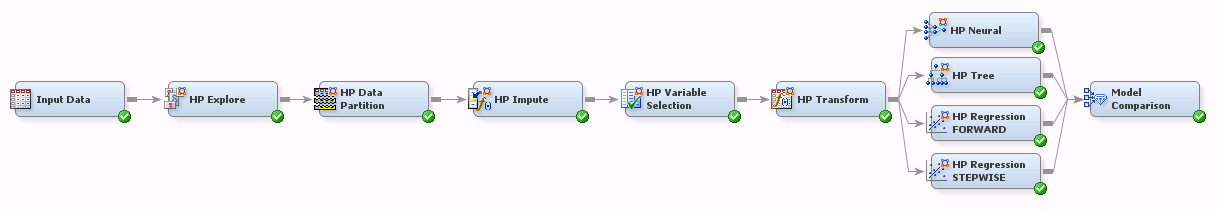 Input Data
HP Explore
HP Data
Partition
HP Impute
HP Variable
Selection
HP Transform
HP Neural
HP Tree
HP Regression
FORWARD
HP Regression
STEPWISE
Model
Comparison